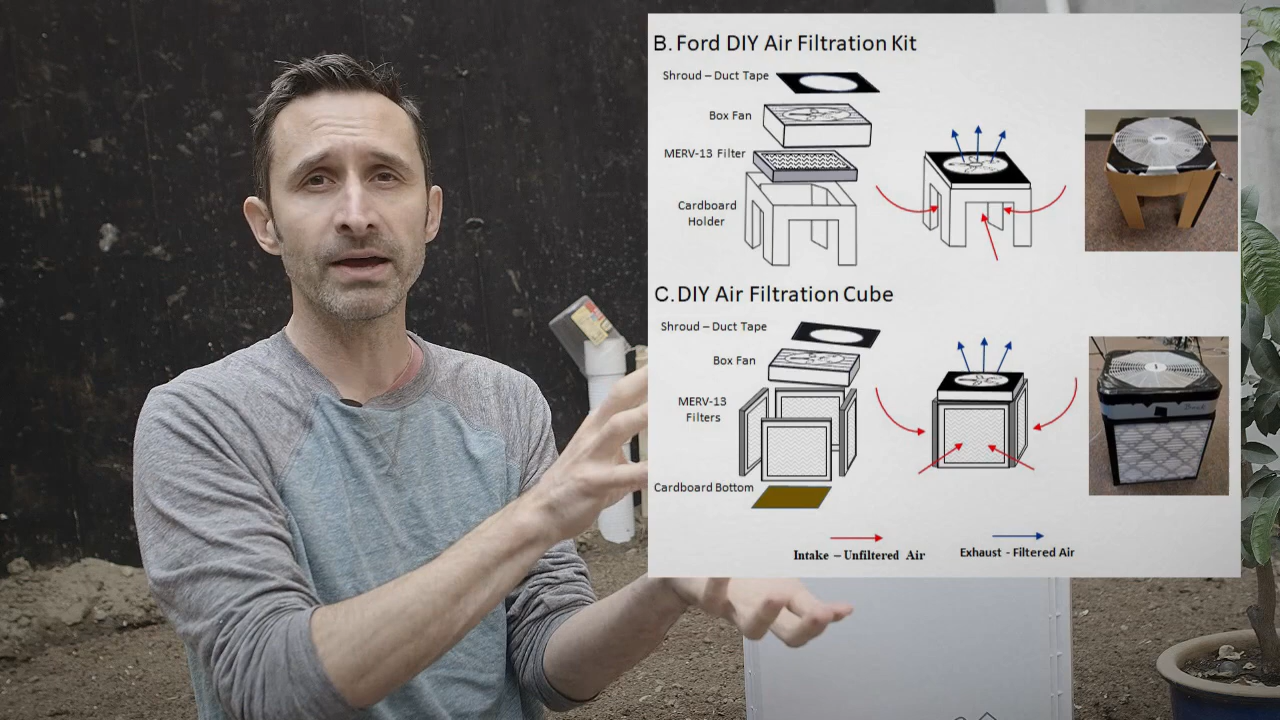 B. Ford DIY Air Filtration Kit
Shroud – Duct Tape
Box Fan
MERV-13 Filter
Cardboard
Holder
C.DIY Air Filtration Cube
Shroud – Duct Tape
Box Fan
MERV-13
Filters
Cardboard Bottom
Intake – Unfiltered Air
Exhaust - Filtered Air